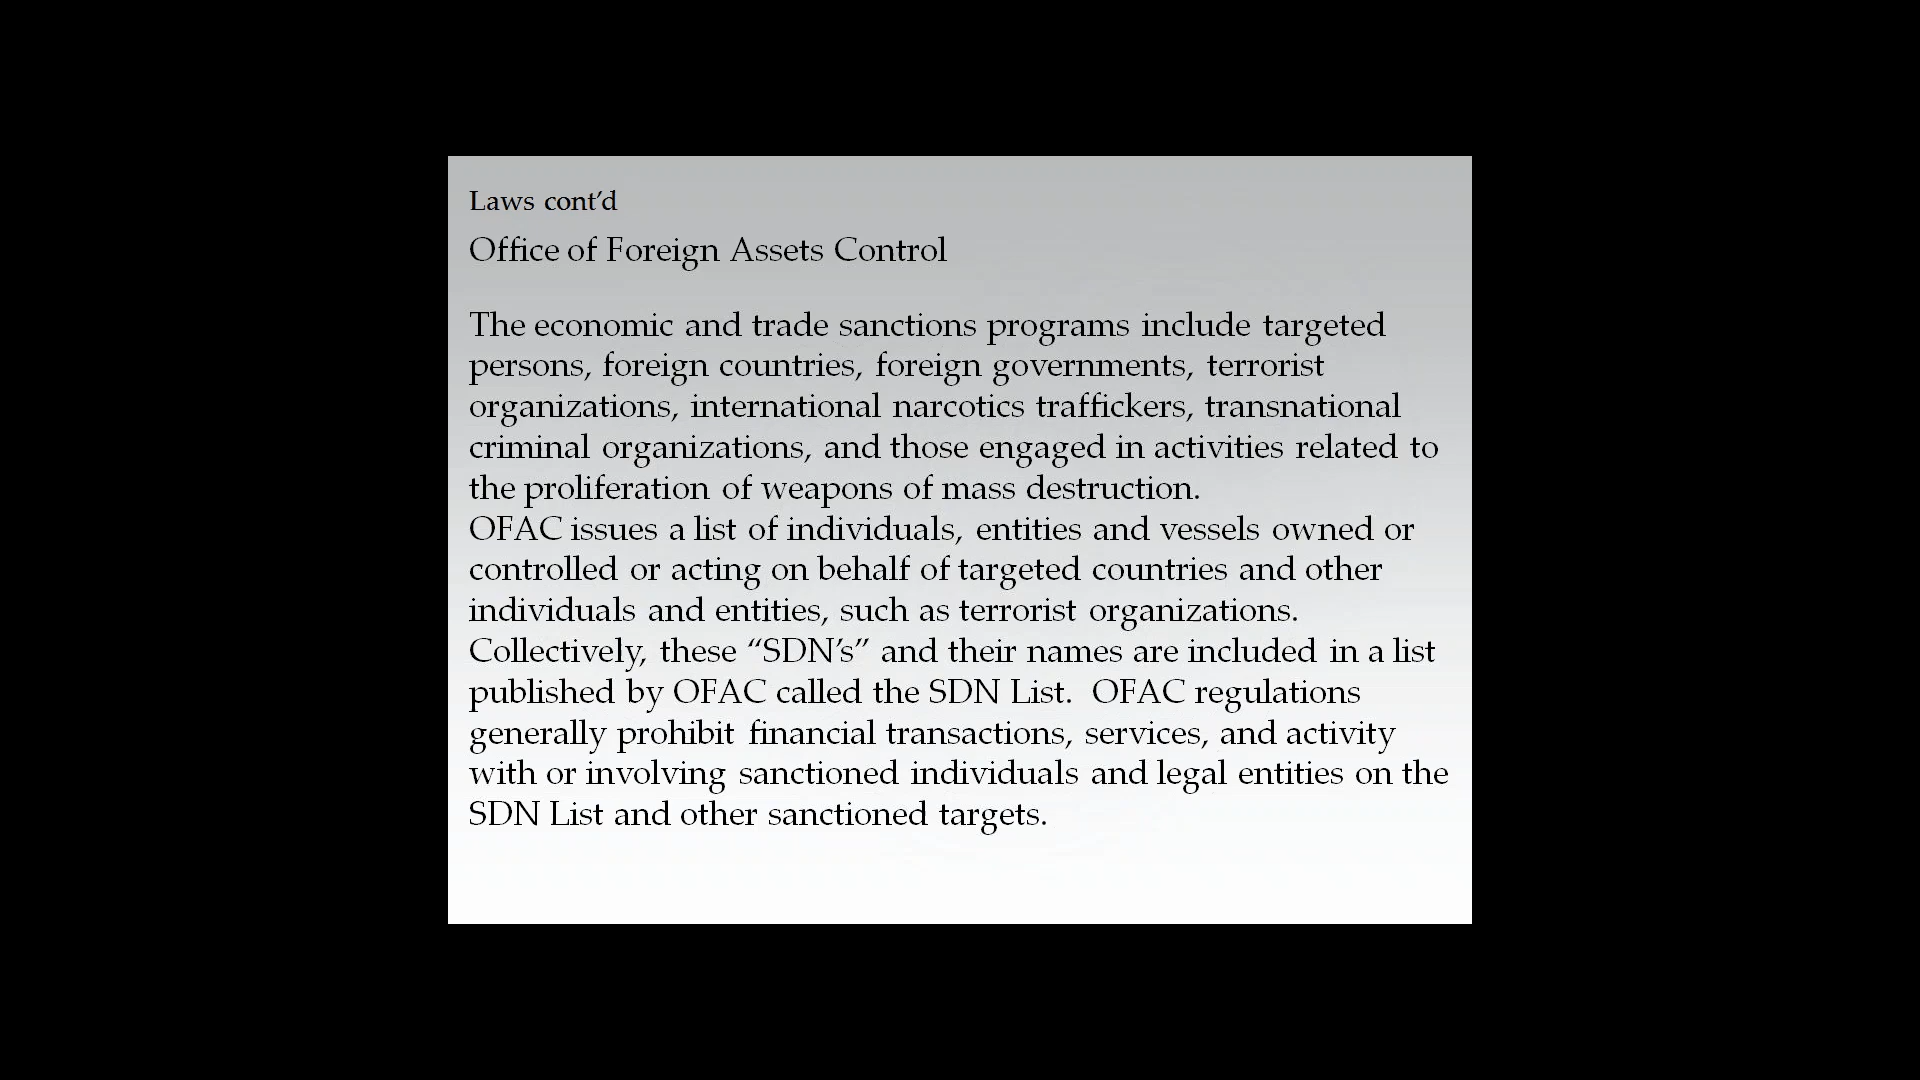 Laws cont’d
Office of Foreign Assets Control
The economic and trade sanctions programs include targeted
persons, foreign countries, foreign governments, terrorist
organizations, international narcotics traffickers, transnational
criminal organizations, and those engaged in activities related to
the proliferation of weapons of mass destruction.
OFAC issues a list of individuals, entities and vessels owned or
controlled or acting on behalf of targeted countries and other
individuals and entities, such as terrorist organizations.
Collectively, these “SDN’s” and their names are included in a list
published by OFAC called the SDN List.  OFAC regulations
generally prohibit financial transactions, services, and activity
with or involving sanctioned individuals and legal entities on the
SDN List and other sanctioned targets.